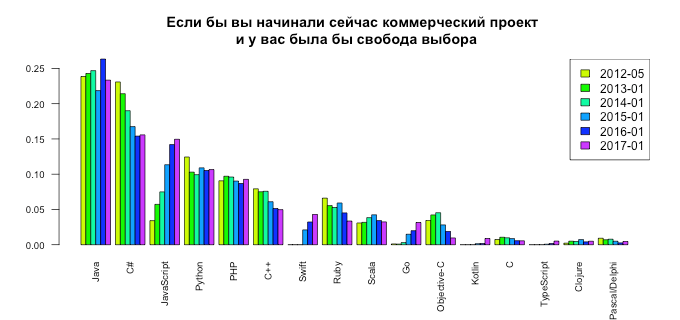 Если бы вы начинали сейчас коммерческий проект
и у вас была бы свобода выбора
0.25
0.20
0.15
0.10
0.05
0.00
2012-05
2013-01
2014-01
2015-01
2016-01
2017-01
Java
C#
JavaScript
Python
PHP
C++
Swift
Ruby
Scala
Go
Objective-C
Kotlin
C
TypeScript
Clojure
Pascal/Delphi